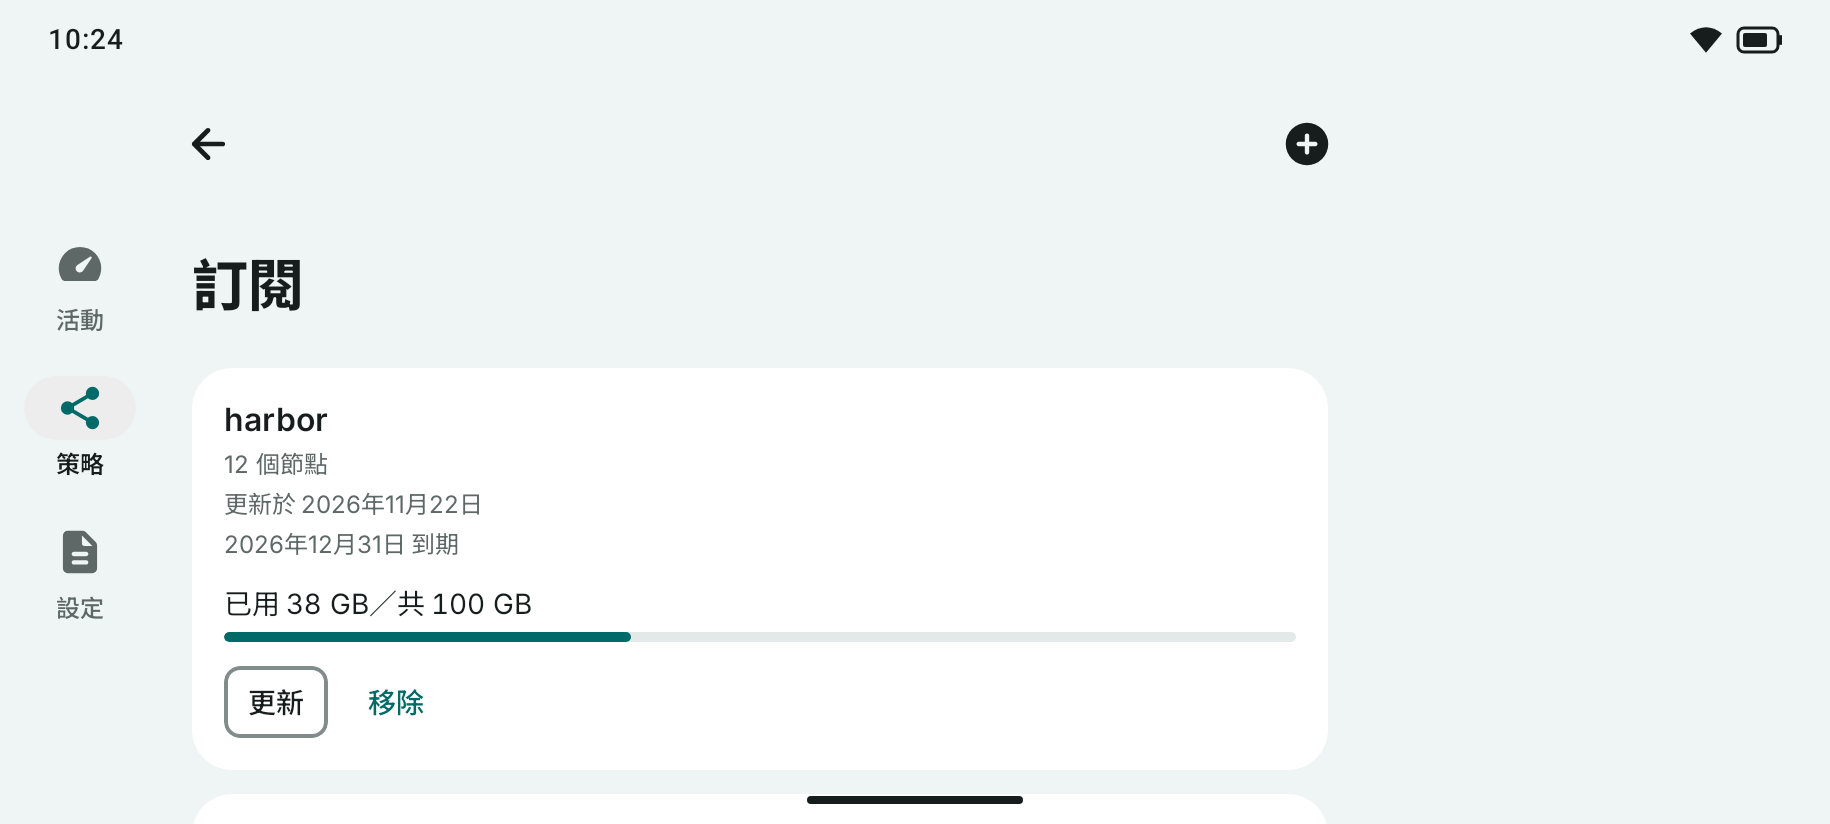 10:24
訂閱
活動
策略
設定
harbor
12 個節點
更新於 2026年11月22日
2026年12月31日 到期
已用 38 GB／共 100 GB
更新
移除